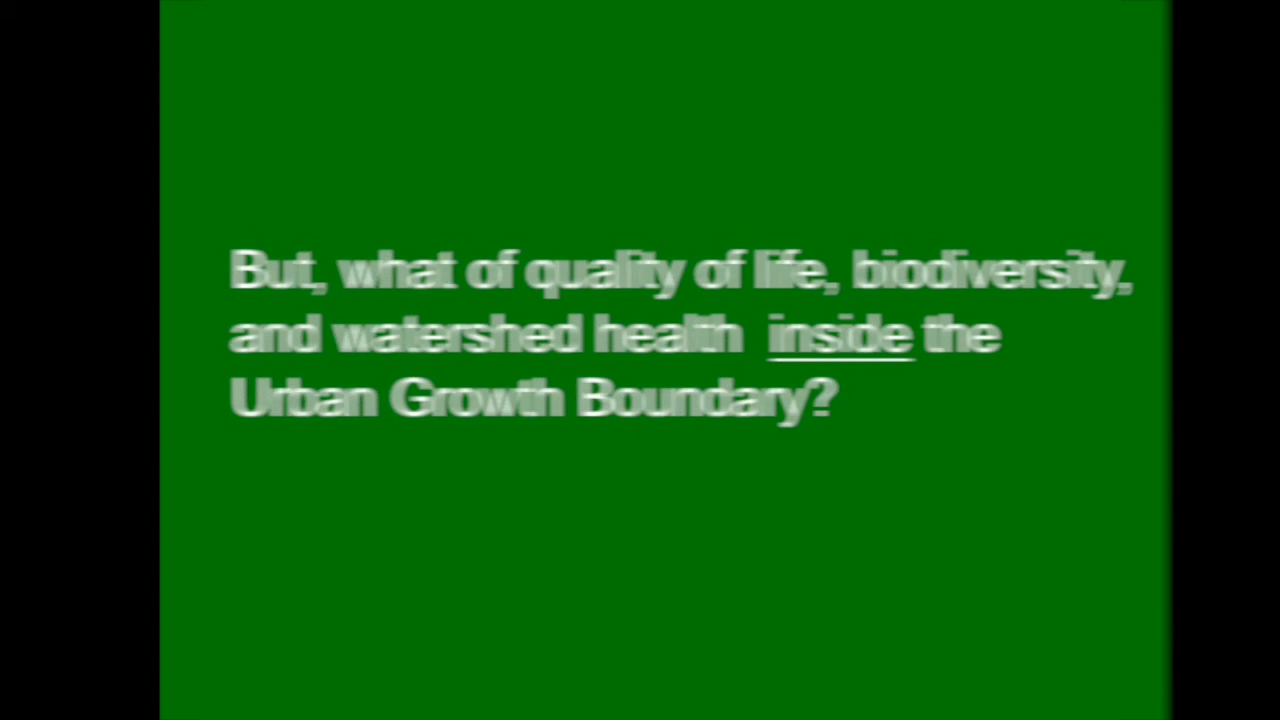 But, what of quality of life, biodiversity,
and watershed health inside the
Urban Growth Boundary?